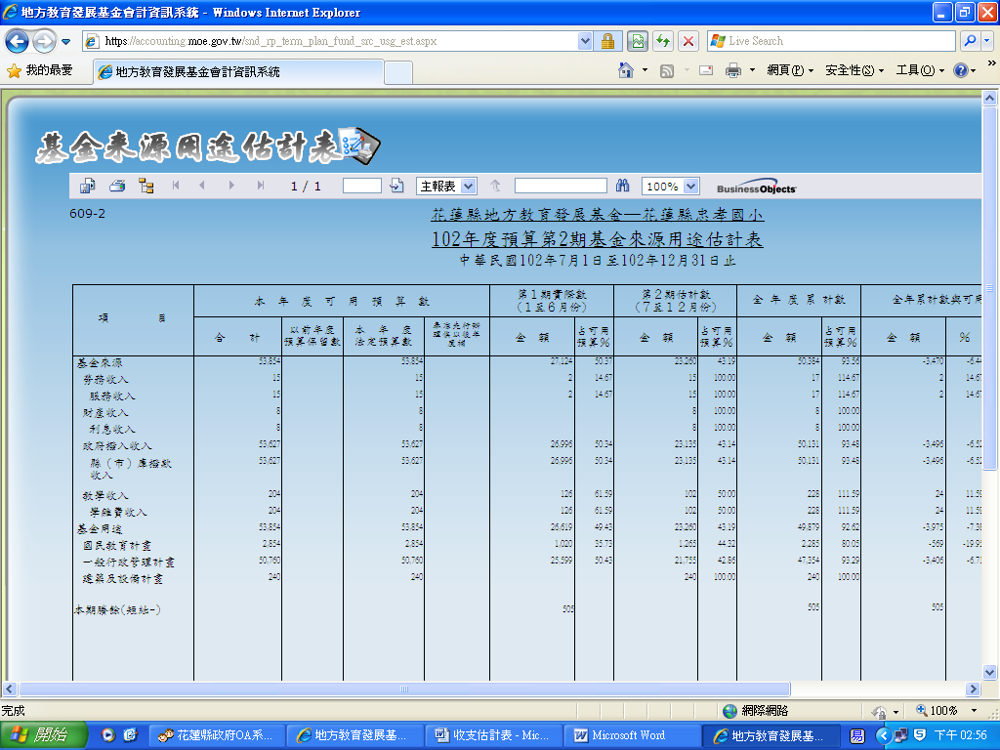 地方教育發展基金會計資訊系統 - Windows Internet Explorer
https://accounting.moe.gov.tw/snd_rp_term_plan_fund_src_usg_est.aspx
Live Search
我的最愛
地方教育發展基金會計資訊系統
網頁(P)
安全性(S)
工具(O)
基金來源用途估計表
1 / 1
主報表
100%
BusinessObjects
609-2
花蓮縣地方教育發展基金—花蓮縣忠孝國小
102年度預算第2期基金來源用途估計表
中華民國102年7月1日至102年12月31日止
項 目
本 年 度 可 用 預 算 數
第1期實際數
(1至6月份)
第2期估計數
(7至12月份)
全 年 度 累 計 數
全年累計數與可用
合 計
以前年度
預算保留數
本 年 度
法定預算數
金 額
占可用
預算%
金 額
占可用
預算%
金 額
占可用
預算%
金 額
%
基金來源 53,854 53,854 27,124 50.37 23,260 43.19 50,384 93.56 -3,470 -6.44
勞務收入 15 15 2 14.67 15 100.00 17 114.67 2 14.67
服務收入 15 15 2 14.67 15 100.00 17 114.67 2 14.67
財產收入 8 8 8 100.00 8 100.00
利息收入 8 8 8 100.00 8 100.00
政府撥入收入 53,627 53,627 26,996 50.34 23,135 43.14 50,131 93.48 -3,496 -6.52
縣（市）庫撥款 53,627 53,627 26,996 50.34 23,135 43.14 50,131 93.48 -3,496 -6.52
收入
教學收入 204 204 126 61.59 102 50.00 228 111.59 24 11.59
學雜費收入 204 204 126 61.59 102 50.00 228 111.59 24 11.59
基金用途 53,854 53,854 26,619 49.43 23,260 43.19 49,879 92.62 -3,975 -7.38
國民教育計畫 2,854 2,854 1,020 35.73 1,265 44.32 2,285 80.05 -569 -19.95
一般行政管理計畫 50,760 50,760 25,599 50.43 21,755 42.86 47,354 93.29 -3,406 -6.71
建築及設備計畫 240 240 240 100.00 240 100.00
本期賸餘(短絀-) 505 505 505
完成
網際網路
100%
開始
花蓮縣政府OA系...
地方教育發展基...
收支估計表 - Mic...
Microsoft Word
地方教育發展基...
下午 02:56